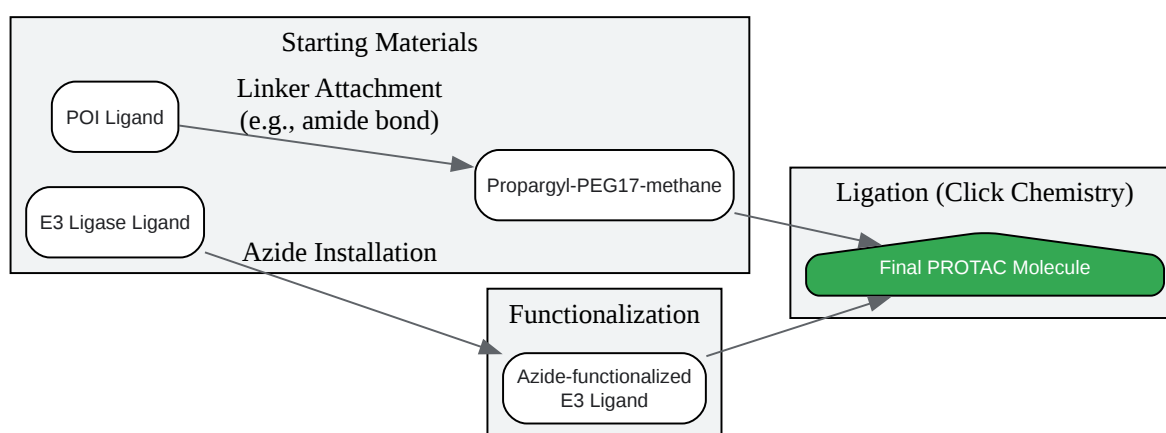 Starting Materials
Linker Attachment
(e.g., amide bond)
POI Ligand
Propargyl-PEG17-methane
E3 Ligase Ligand
Azide Installation
Ligation (Click Chemistry)
Final PROTAC Molecule
Functionalization
Azide-functionalized
E3 Ligand